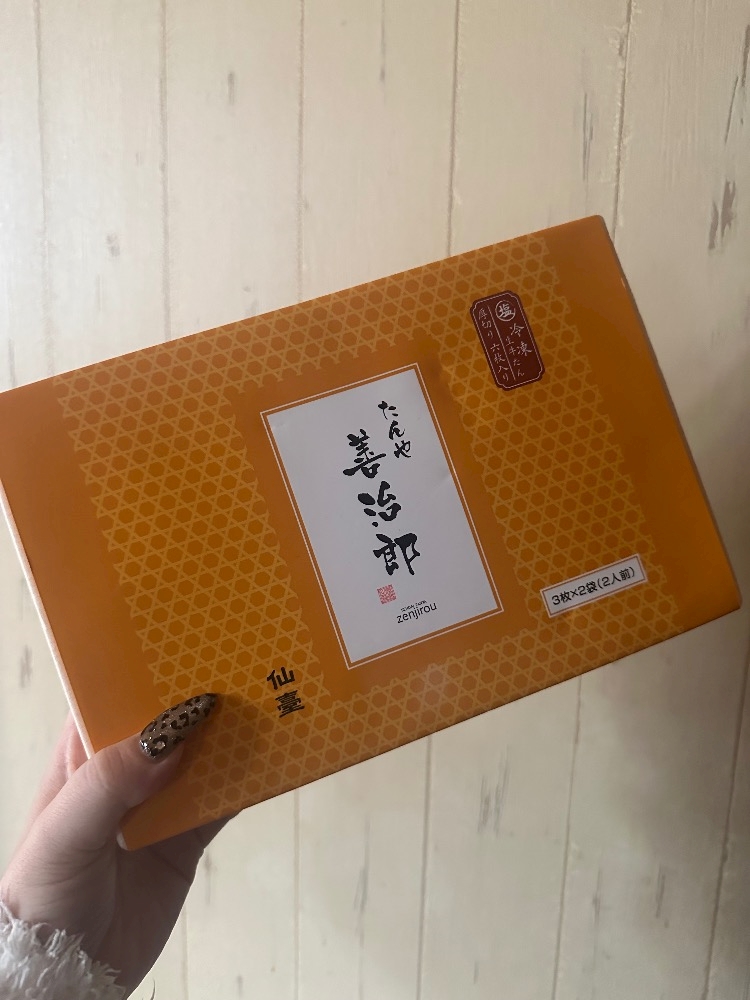 塩
冷凍
生牛たん
厚切り 六枚入り
たんや
善治郎
zenjirou
3枚×2袋(2人前)
仙臺